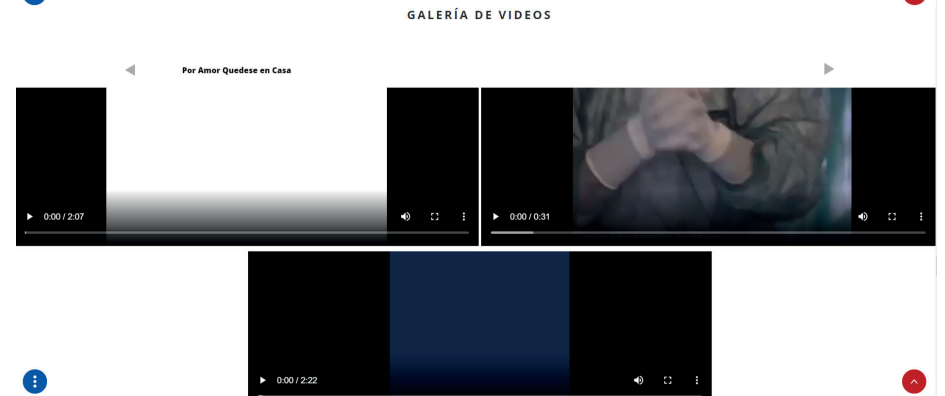 GALERÍA DE VIDEOS
Por Amor Quedese en Casa
0:00 / 2:07
0:00 / 0:31
0:00 / 2:22